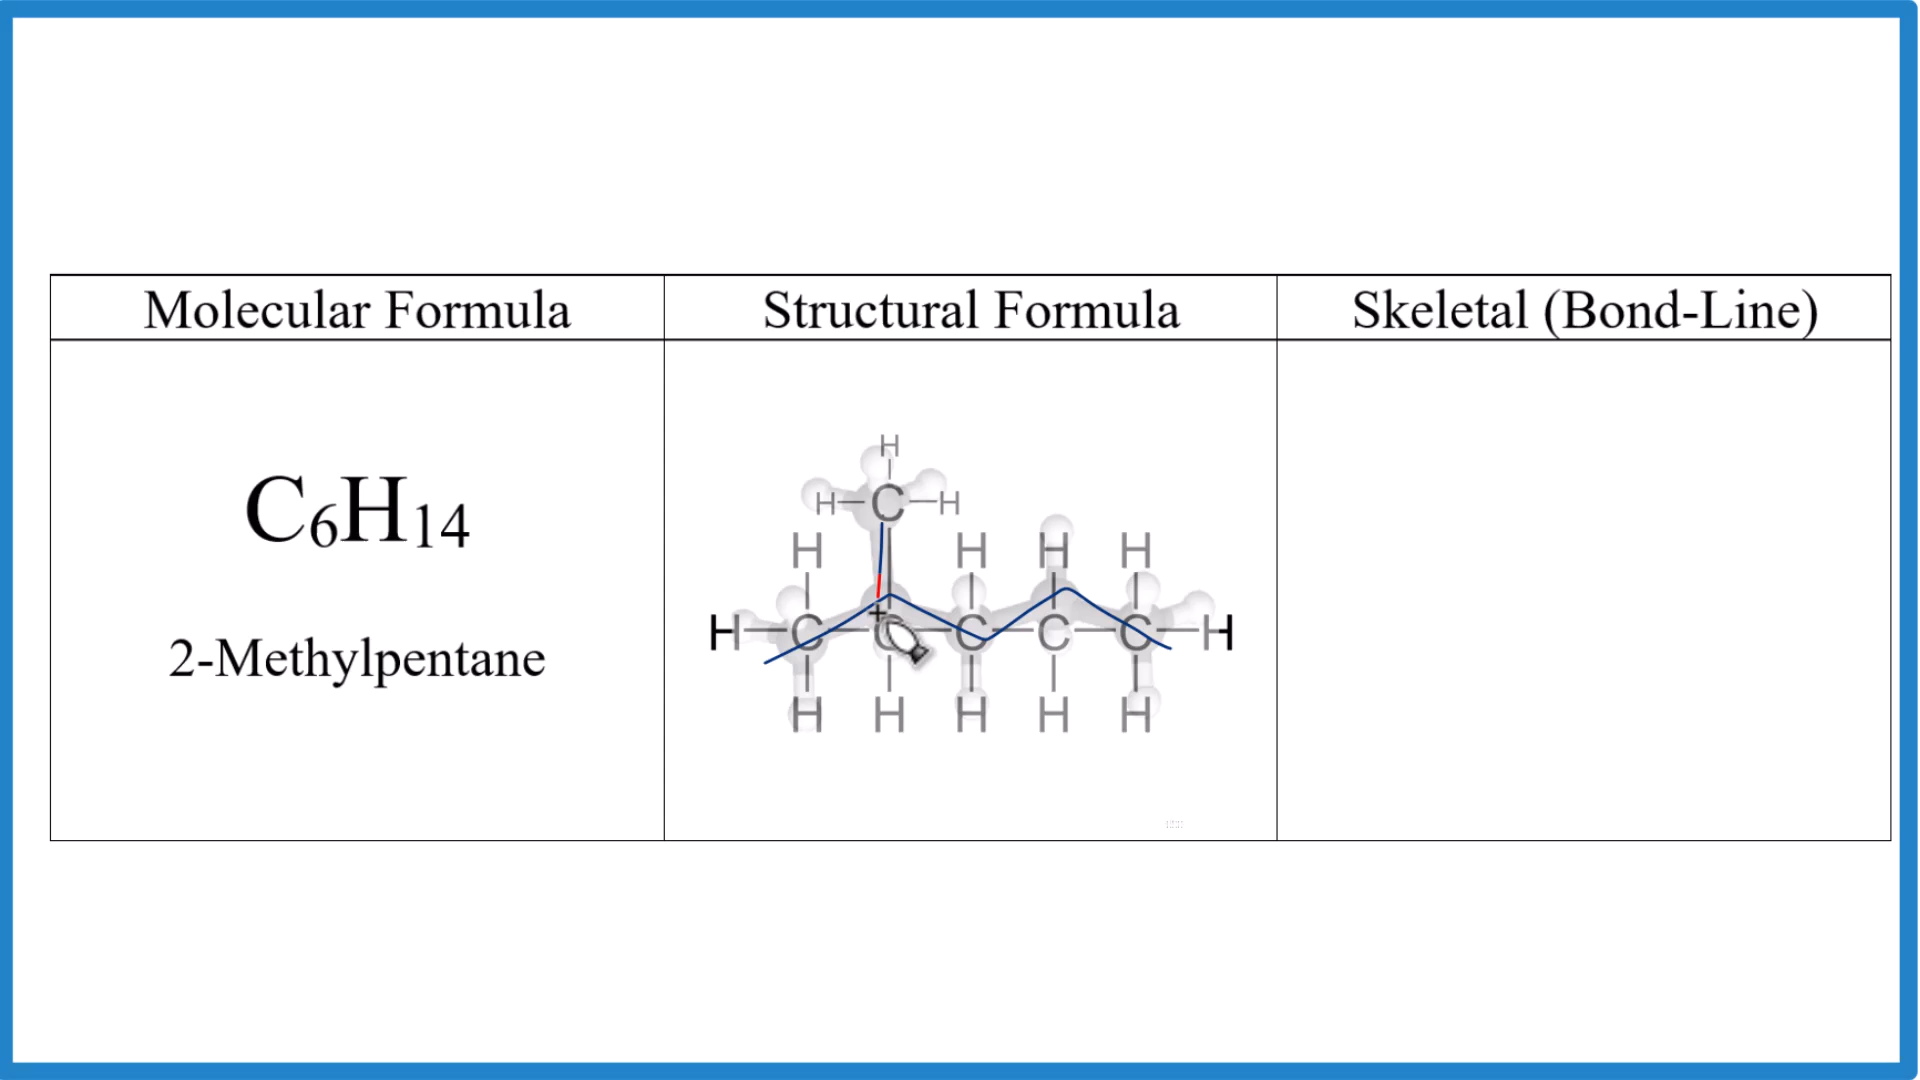 Molecular Formula
Structural Formula
Skeletal (Bond-Line)
C₆H₁₄
2-Methylpentane
H
H C H
H H H H
H C C C C H
H H H H H